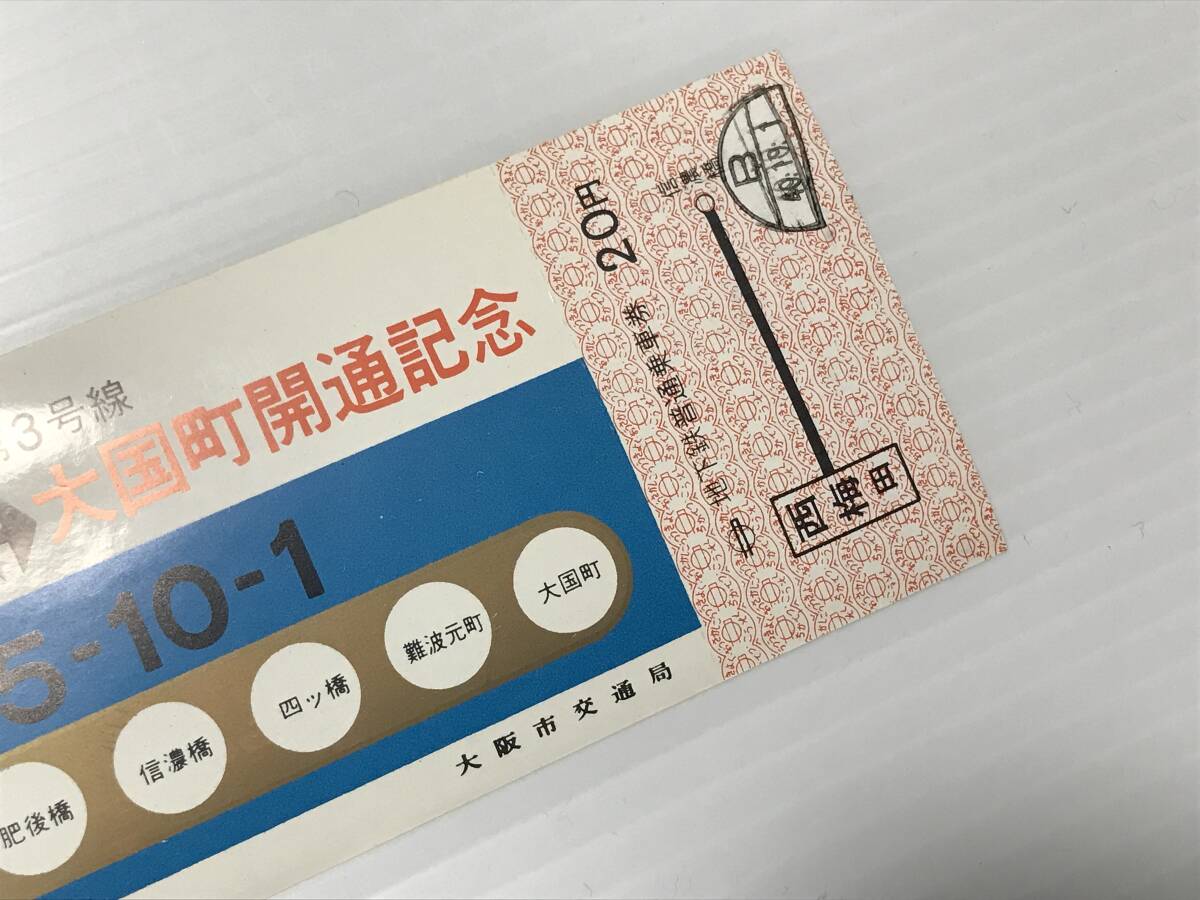 3号線
大国町開通記念
5-10-1
肥後橋
信濃橋
四ツ橋
難波元町
大国町
大阪市交通局
地下鉄普通乗車券 20円
信濃橋
西梅田